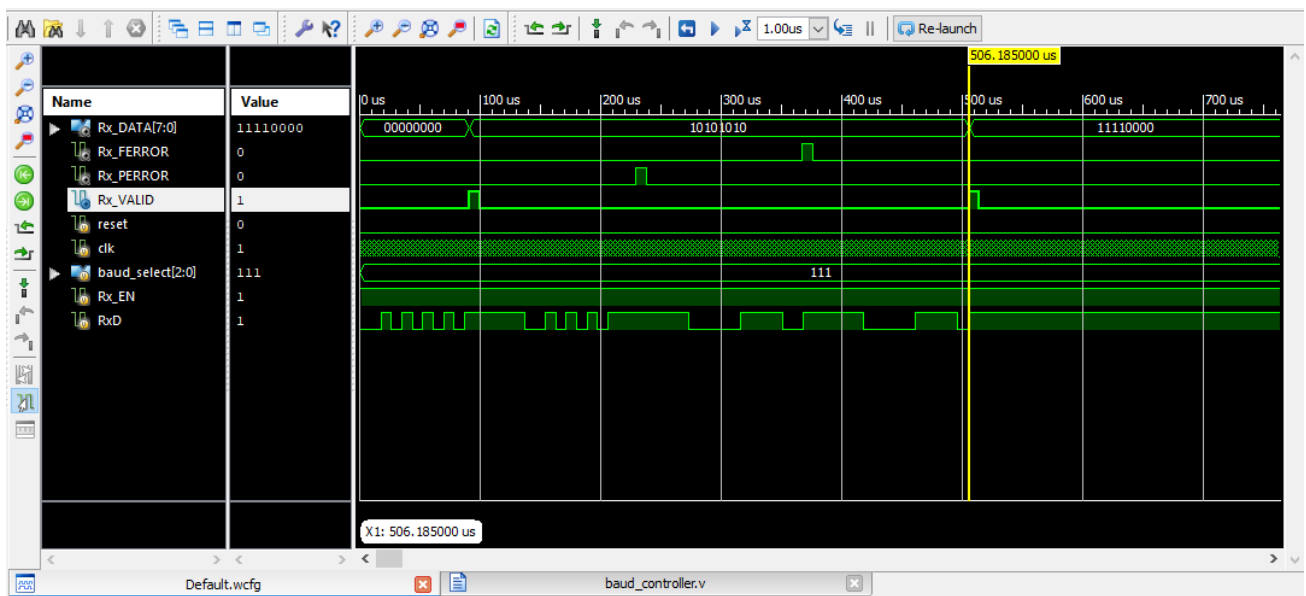 1.00us
Re-launch
506.185000 us
Name Value
0 us 100 us 200 us 300 us 400 us 500 us 600 us 700 us
Rx_DATA[7:0] 11110000 00000000 10101010 11110000
Rx_FERROR 0
Rx_PERROR 0
Rx_VALID 1
reset 0
clk 1
baud_select[2:0] 111 111
Rx_EN 1
RxD 1
X1: 506.185000 us
Default.wcfg baud_controller.v